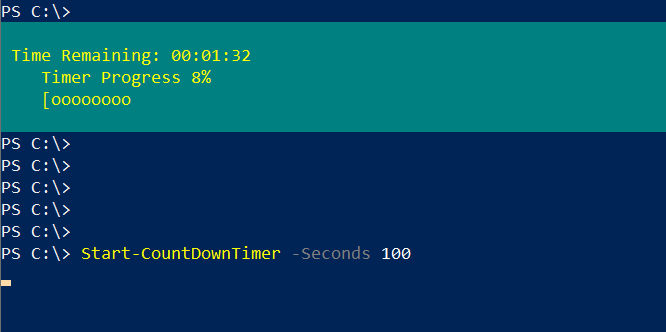 PS C:\>
Time Remaining: 00:01:32
Timer Progress 8%
[oooooooo
PS C:\>
PS C:\>
PS C:\>
PS C:\>
PS C:\>
PS C:\> Start-CountDownTimer -Seconds 100